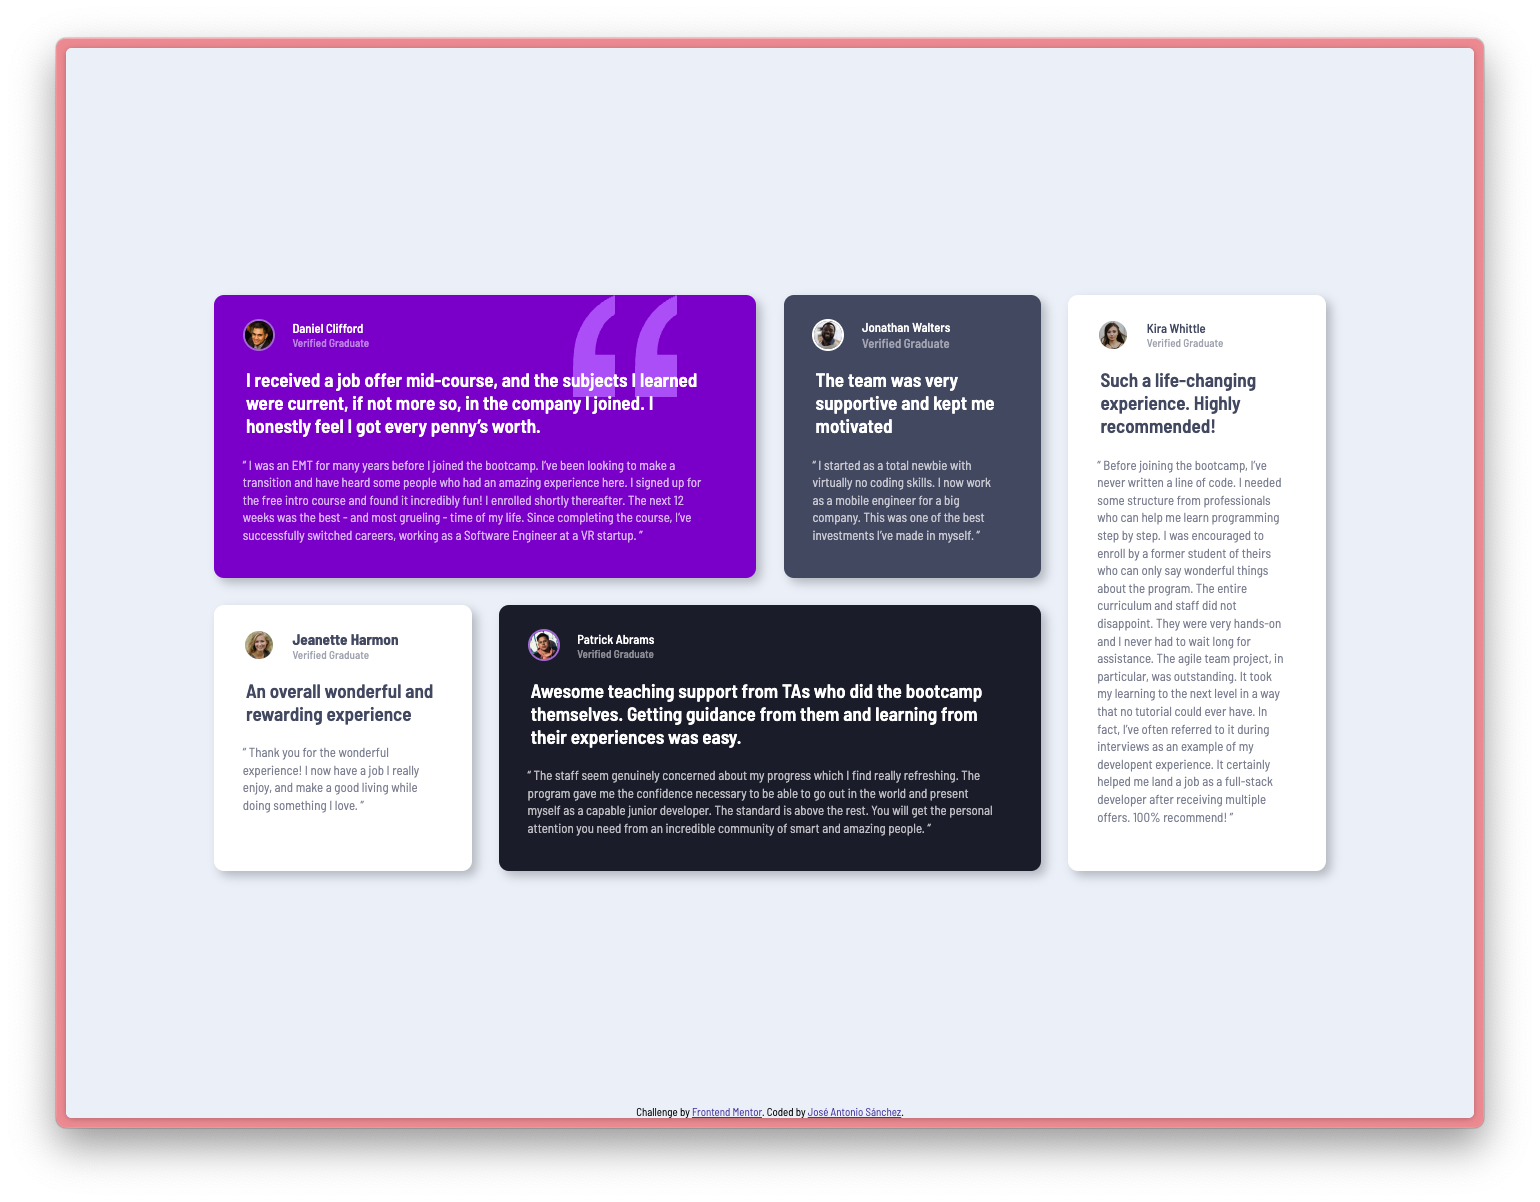 Daniel Clifford
Verified Graduate
I received a job offer mid-course, and the subjects I learned
were current, if not more so, in the company I joined. I
honestly feel I got every penny’s worth.
“ I was an EMT for many years before I joined the bootcamp. I’ve been looking to make a
transition and have heard some people who had an amazing experience here. I signed up for
the free intro course and found it incredibly fun! I enrolled shortly thereafter. The next 12
weeks was the best - and most grueling - time of my life. Since completing the course, I’ve
successfully switched careers, working as a Software Engineer at a VR startup. ”
Jonathan Walters
Verified Graduate
The team was very
supportive and kept me
motivated
“ I started as a total newbie with
virtually no coding skills. I now work
as a mobile engineer for a big
company. This was one of the best
investments I’ve made in myself. ”
Kira Whittle
Verified Graduate
Such a life-changing
experience. Highly
recommended!
“ Before joining the bootcamp, I’ve
never written a line of code. I needed
some structure from professionals
who can help me learn programming
step by step. I was encouraged to
enroll by a former student of theirs
who can only say wonderful things
about the program. The entire
curriculum and staff did not
disappoint. They were very hands-on
and I never had to wait long for
assistance. The agile team project, in
particular, was outstanding. It took
my learning to the next level in a way
that no tutorial could ever have. In
fact, I’ve often referred to it during
interviews as an example of my
developent experience. It certainly
helped me land a job as a full-stack
developer after receiving multiple
offers. 100% recommend! ”
Jeanette Harmon
Verified Graduate
An overall wonderful and
rewarding experience
“ Thank you for the wonderful
experience! I now have a job I really
enjoy, and make a good living while
doing something I love. ”
Patrick Abrams
Verified Graduate
Awesome teaching support from TAs who did the bootcamp
themselves. Getting guidance from them and learning from
their experiences was easy.
“ The staff seem genuinely concerned about my progress which I find really refreshing. The
program gave me the confidence necessary to be able to go out in the world and present
myself as a capable junior developer. The standard is above the rest. You will get the personal
attention you need from an incredible community of smart and amazing people. ”
Challenge by Frontend Mentor. Coded by José Antonio Sánchez.